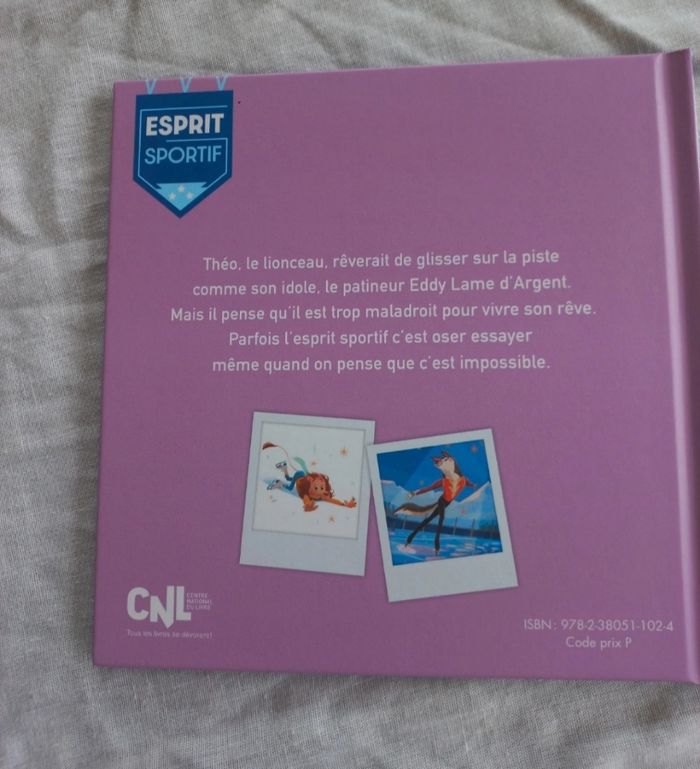 ESPRIT
SPORTIF
Théo, le lionceau, rêverait de glisser sur la piste
comme son idole, le patineur Eddy Lame d'Argent.
Mais il pense qu'il est trop maladroit pour vivre son rêve.
Parfois l'esprit sportif c'est oser essayer
même quand on pense que c'est impossible.
CNL
CENTRE
NATIONAL
DU LIVRE
Tous les livres se dévorent!
ISBN : 978-2-38051-102-4
Code prix P